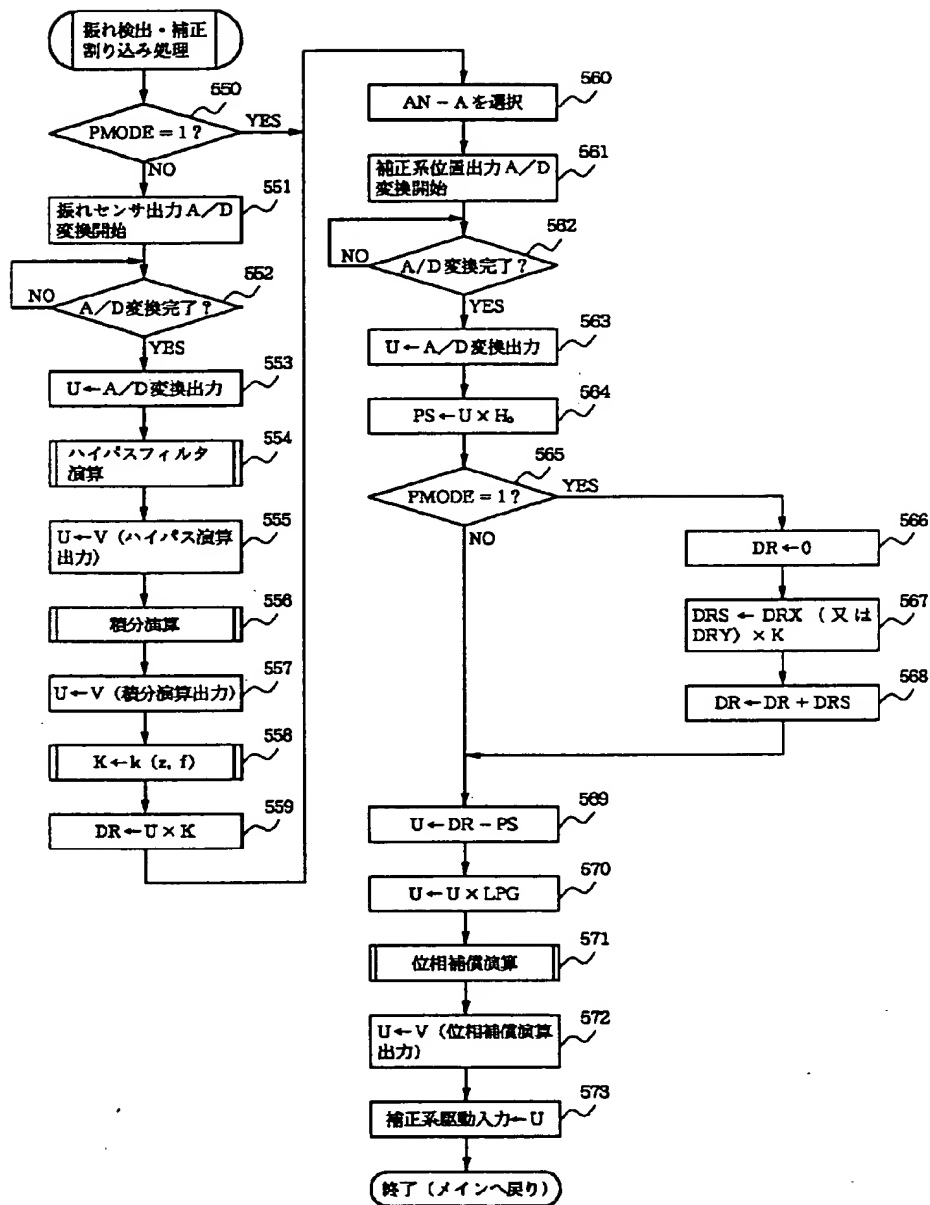 振れ検出・補正
割り込み処理
550
PMODE = 1 ?
YES
NO
551
振れセンサ出力 A/D
変換開始
552
NO
A/D変換完了?
YES
553
U←A/D変換出力
554
ハイパスフィルタ
演算
555
U←V (ハイパス演算
出力)
556
積分演算
557
U←V (積分演算出力)
558
K←k (z, f)
559
DR←U×K
560
AN-Aを選択
561
補正系位置出力 A/D
変換開始
562
NO
A/D変換完了?
YES
563
U←A/D変換出力
564
PS←U×H₀
565
PMODE = 1 ?
YES
NO
566
DR←0
567
DRS ← DRX (又は
DRY) × K
568
DR←DR + DRS
569
U←DR-PS
570
U←U×LPG
571
位相補償演算
572
U←V (位相補償演算
出力)
573
補正系駆動入力←U
終了 (メインへ戻り)